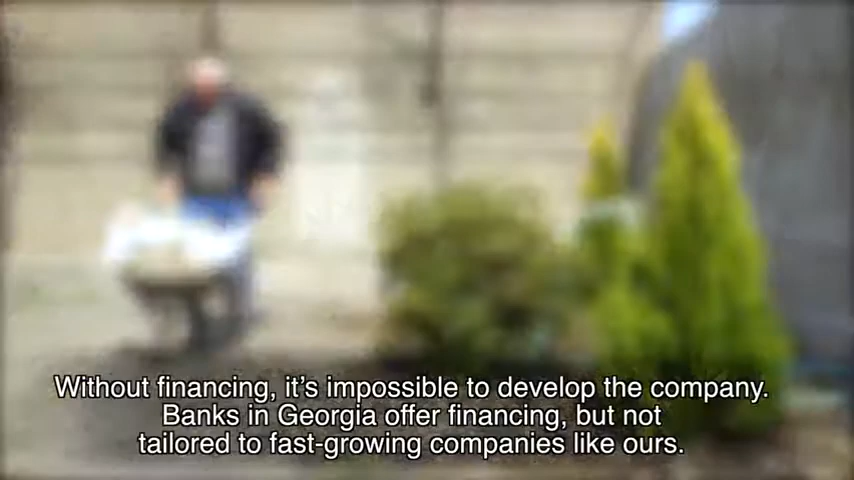 Without financing, it's impossible to develop the company.
Banks in Georgia offer financing, but not
tailored to fast-growing companies like ours.